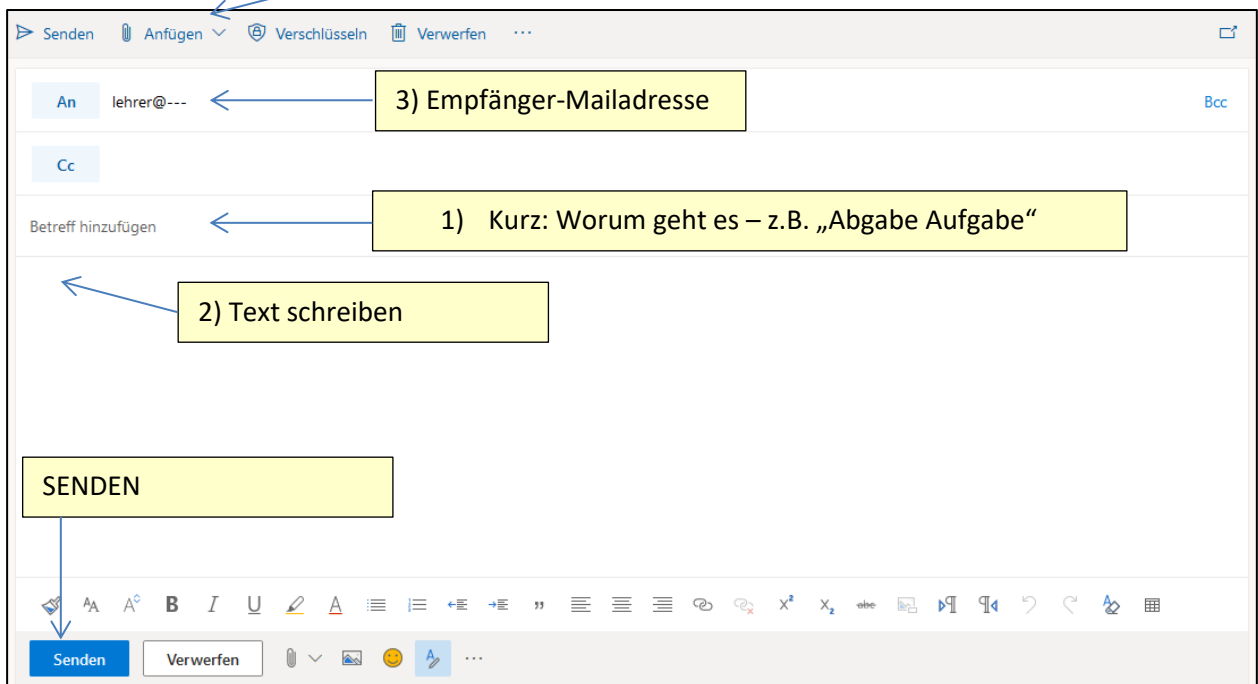 Senden Anfügen Verschlüsseln Verwerfen ...
An lehrer@--- 3) Empfänger-Mailadresse Bcc
Cc
Betreff hinzufügen 1) Kurz: Worum geht es – z.B. „Abgabe Aufgabe“
2) Text schreiben
SENDEN
Senden Verwerfen ...